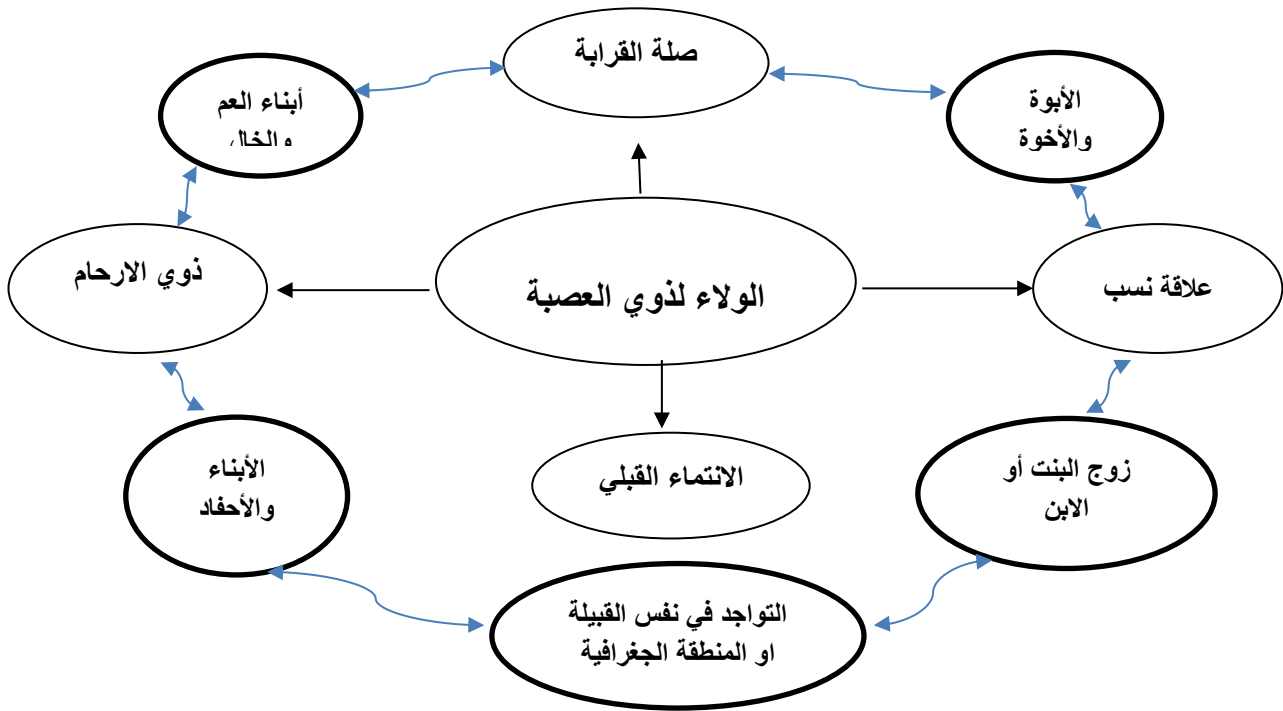 صلة القرابة
أبناء العم
والخال
الأبوة
والأخوة
ذوي الارحام
الولاء لذوي العصبة
علاقة نسب
الأبناء
والأحفاد
الانتماء القبلي
زوج البنت أو
الابن
التواجد في نفس القبيلة
او المنطقة الجغرافية